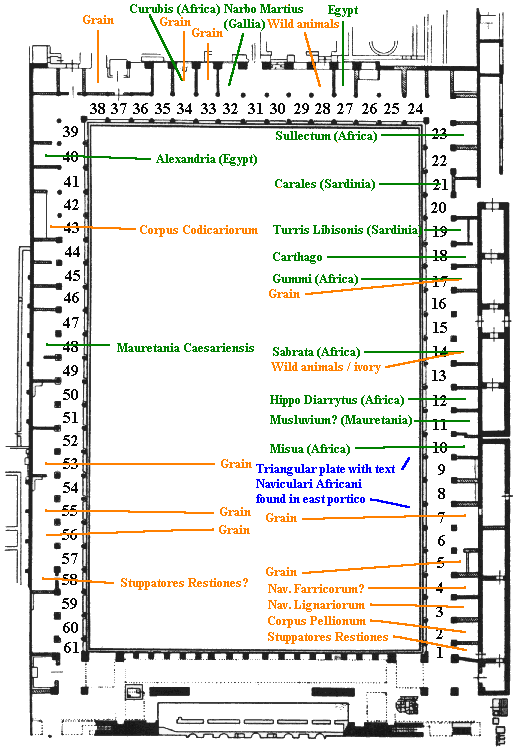 Curubis (Africa) Narbo Martius Egypt
Grain Grain (Gallia) Wild animals
Grain
38 37 36 35 34 33 32 31 30 29 28 27 26 25 24
39
Sullectum (Africa) 23
40 Alexandria (Egypt)
22
41 Carales (Sardinia) 21
42 20
43 Corpus Codicariorum Turris Libisonis (Sardinia) 19
44 Carthago 18
45 Gummi (Africa) 17
Grain
46 16
47 15
48 Mauretania Caesariensis Sabrata (Africa) 14
Wild animals / ivory
49 13
50 Hippo Diarrytus (Africa) 12
51 Musluvium? (Mauretania) 11
52 Misua (Africa) 10
53 Grain Triangular plate with text 9
Naviculari Africani
54 found in east portico 8
55 Grain Grain 7
56 Grain 6
57 Grain 5
58 Stuppatores Restiones? Nav. Farricorum? 4
59 Nav. Lignariorum 3
60 Corpus Pellionum 2
61 Stuppatores Restiones 1